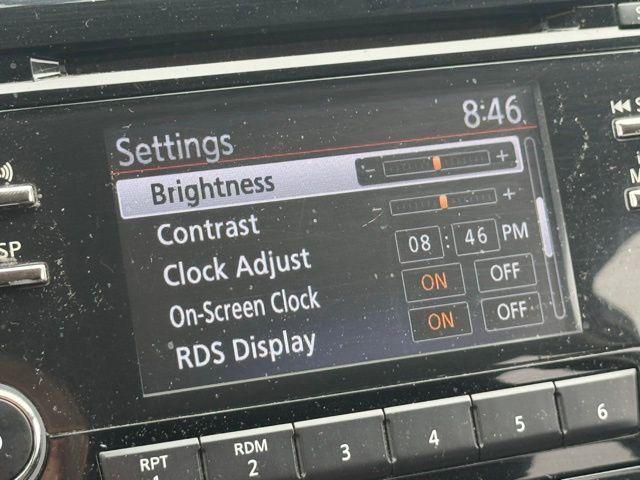 8:46
Settings
Brightness - +
Contrast - +
Clock Adjust 08 : 46 PM
On-Screen Clock ON OFF
RDS Display ON OFF
RPT 1
RDM 2
3
4
5
6